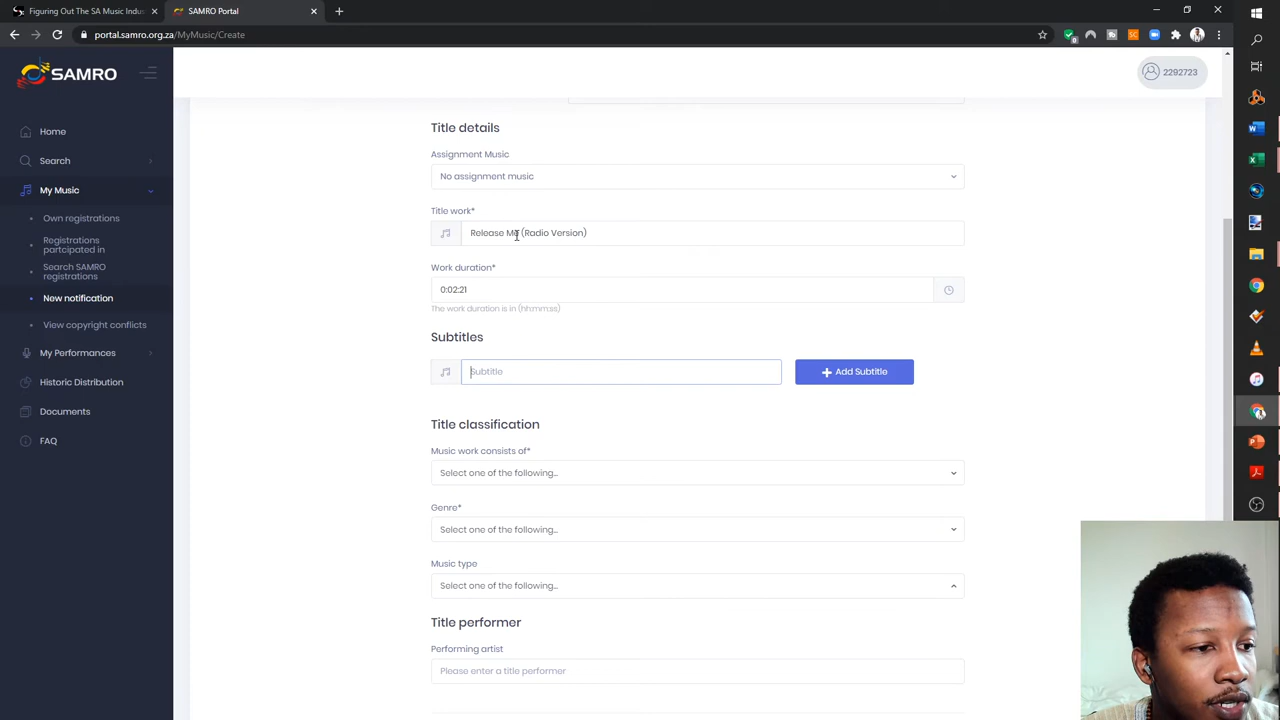 Figuring Out The SA Music Indus
SAMRO Portal
portal.samro.org.za/MyMusic/Create
SAMRO
2292723
Home
Search
My Music
Own registrations
Registrations
partcipated in
Search SAMRO
registrations
New notification
View copyright conflicts
My Performances
Historic Distribution
Documents
FAQ
Title details
Assignment Music
No assignment music
Title work*
Release Me (Radio Version)
Work duration*
0:02:21
The work duration is in (hh:mm:ss)
Subtitles
Subtitle
Add Subtitle
Title classification
Music work consists of*
Select one of the following...
Genre*
Select one of the following...
Music type
Select one of the following...
Title performer
Performing artist
Please enter a title performer